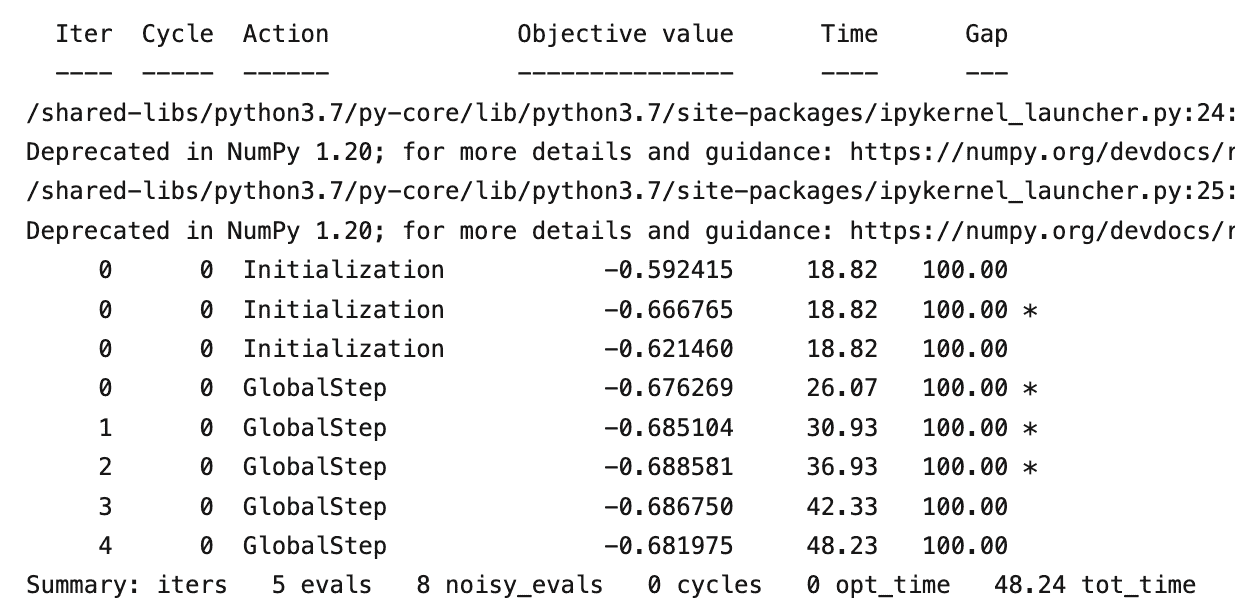 Iter Cycle Action Objective value Time Gap
---- ----- ------ --------------- ---- ---
/shared-libs/python3.7/py-core/lib/python3.7/site-packages/ipykernel_launcher.py:24:
Deprecated in NumPy 1.20; for more details and guidance: https://numpy.org/devdocs/r
/shared-libs/python3.7/py-core/lib/python3.7/site-packages/ipykernel_launcher.py:25:
Deprecated in NumPy 1.20; for more details and guidance: https://numpy.org/devdocs/r
0 0 Initialization -0.592415 18.82 100.00
0 0 Initialization -0.666765 18.82 100.00 *
0 0 Initialization -0.621460 18.82 100.00
0 0 GlobalStep -0.676269 26.07 100.00 *
1 0 GlobalStep -0.685104 30.93 100.00 *
2 0 GlobalStep -0.688581 36.93 100.00 *
3 0 GlobalStep -0.686750 42.33 100.00
4 0 GlobalStep -0.681975 48.23 100.00
Summary: iters 5 evals 8 noisy_evals 0 cycles 0 opt_time 48.24 tot_time